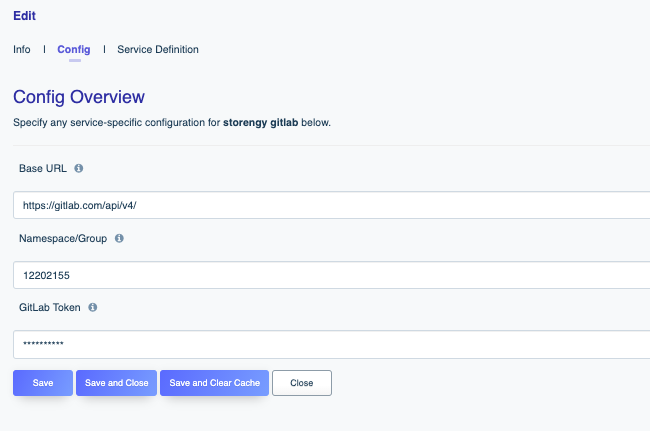 Edit
Info | Config | Service Definition
Config Overview
Specify any service-specific configuration for storengy gitlab below.
Base URL
https://gitlab.com/api/v4/
Namespace/Group
12202155
GitLab Token
**********
Save Save and Close Save and Clear Cache Close